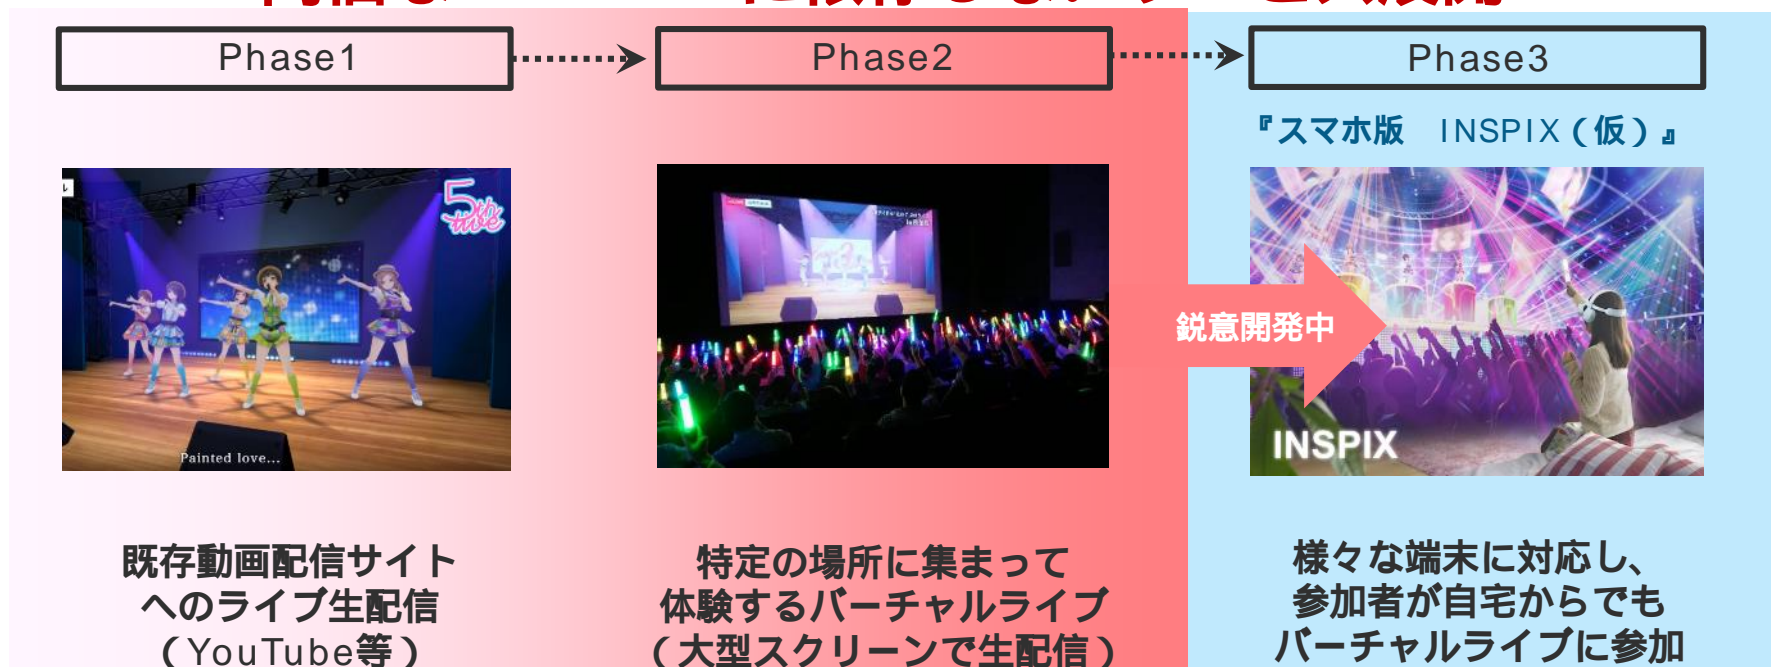 Phase1
Phase2
Phase3
『スマホ版 INSPIX(仮)』
5th
tube
Painted love...
鋭意開発中
INSPIX
既存動画配信サイト
へのライブ生配信
(YouTube等)
特定の場所に集まって
体験するバーチャルライブ
(大型スクリーンで生配信)
様々な端末に対応し、
参加者が自宅からでも
バーチャルライブに参加